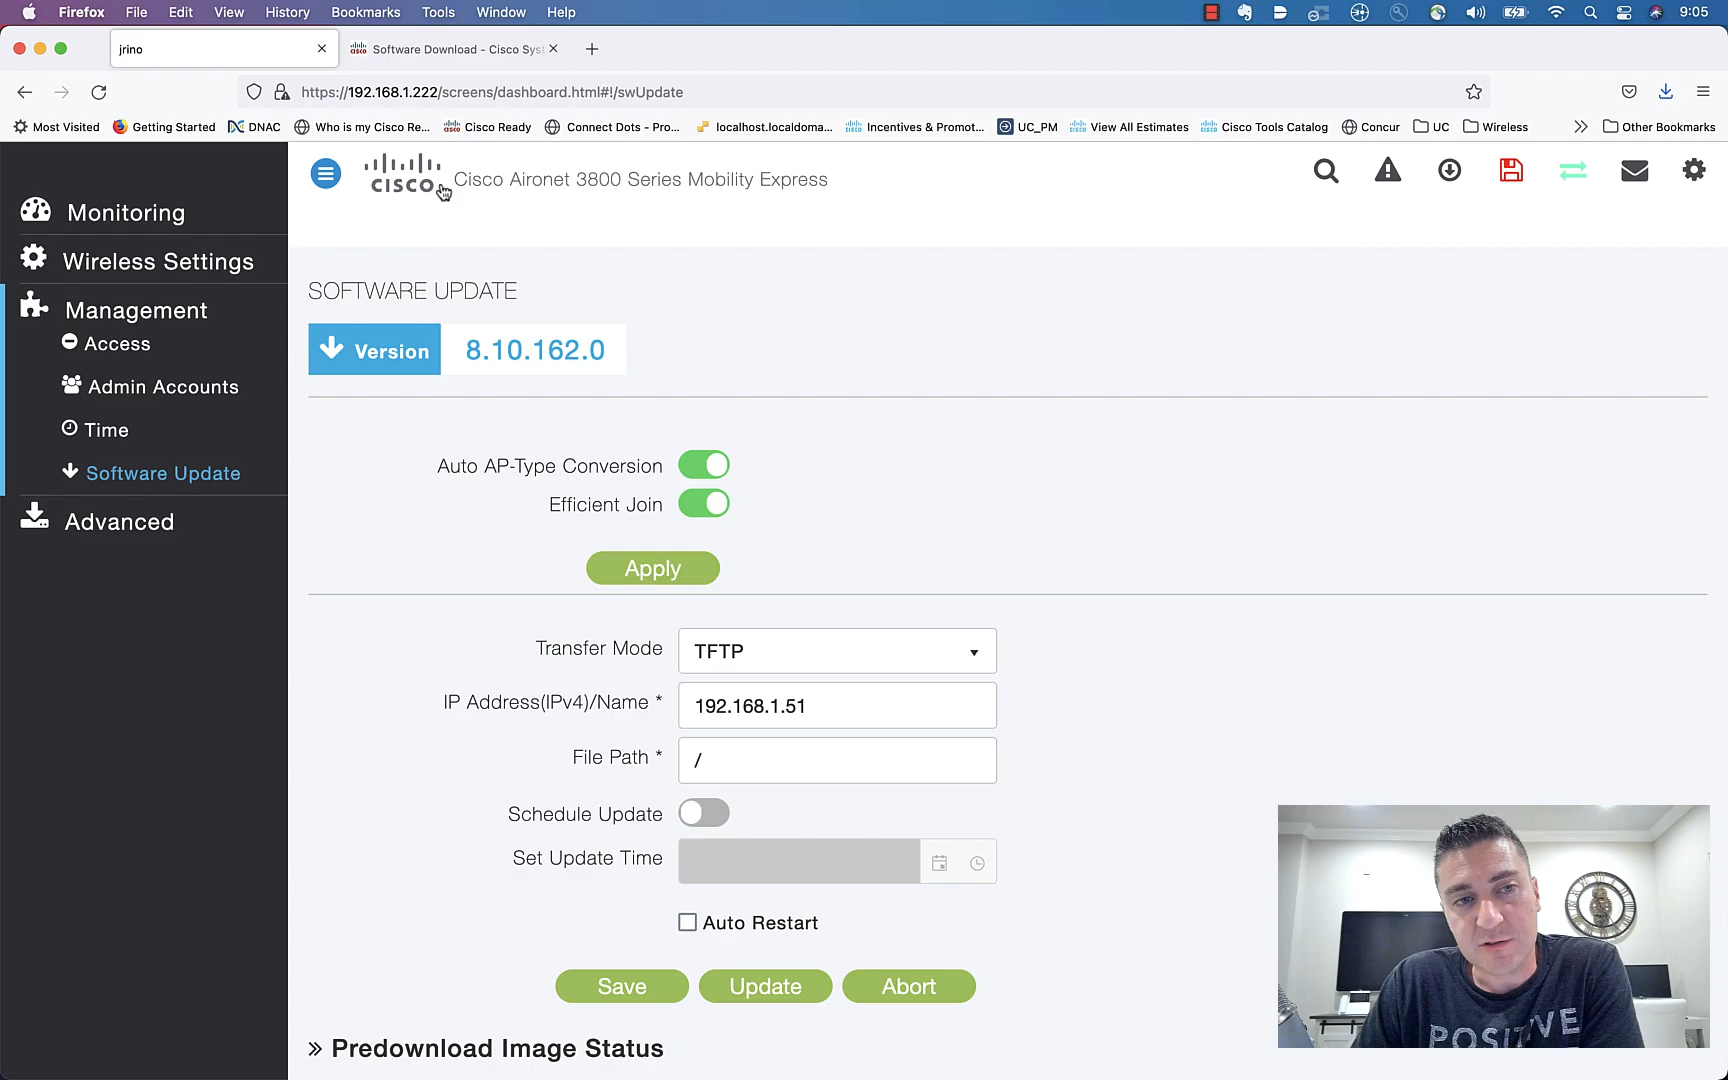 Firefox File Edit View History Bookmarks Tools Window Help 9:05
jrino
Software Download - Cisco Syst
https://192.168.1.222/screens/dashboard.html#!/swUpdate
Most Visited Getting Started DNAC Who is my Cisco Re... Cisco Ready Connect Dots - Pro... localhost.localdoma... Incentives & Promot... UC_PM View All Estimates Cisco Tools Catalog Concur UC Wireless Other Bookmarks
CISCO Cisco Aironet 3800 Series Mobility Express
Monitoring
Wireless Settings
Management
Access
Admin Accounts
Time
Software Update
Advanced
SOFTWARE UPDATE
Version 8.10.162.0
Auto AP-Type Conversion
Efficient Join
Apply
Transfer Mode TFTP
IP Address(IPv4)/Name * 192.168.1.51
File Path * /
Schedule Update
Set Update Time
Auto Restart
Save Update Abort
Predownload Image Status
POSITIVE